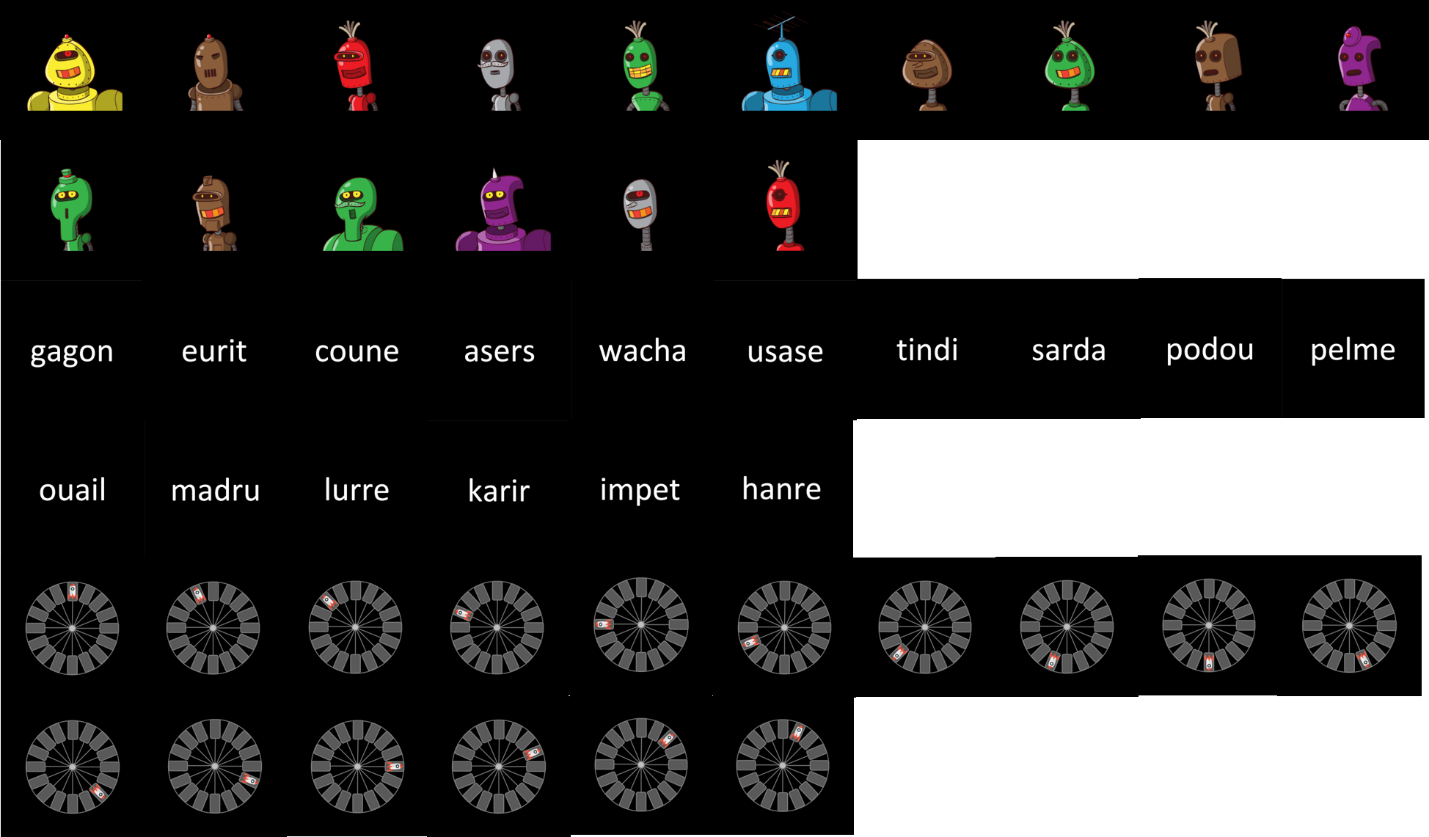 gagon eurit coune asers wacha usase tindi sarda podou pelme
ouail madru lurre karir impet hanre